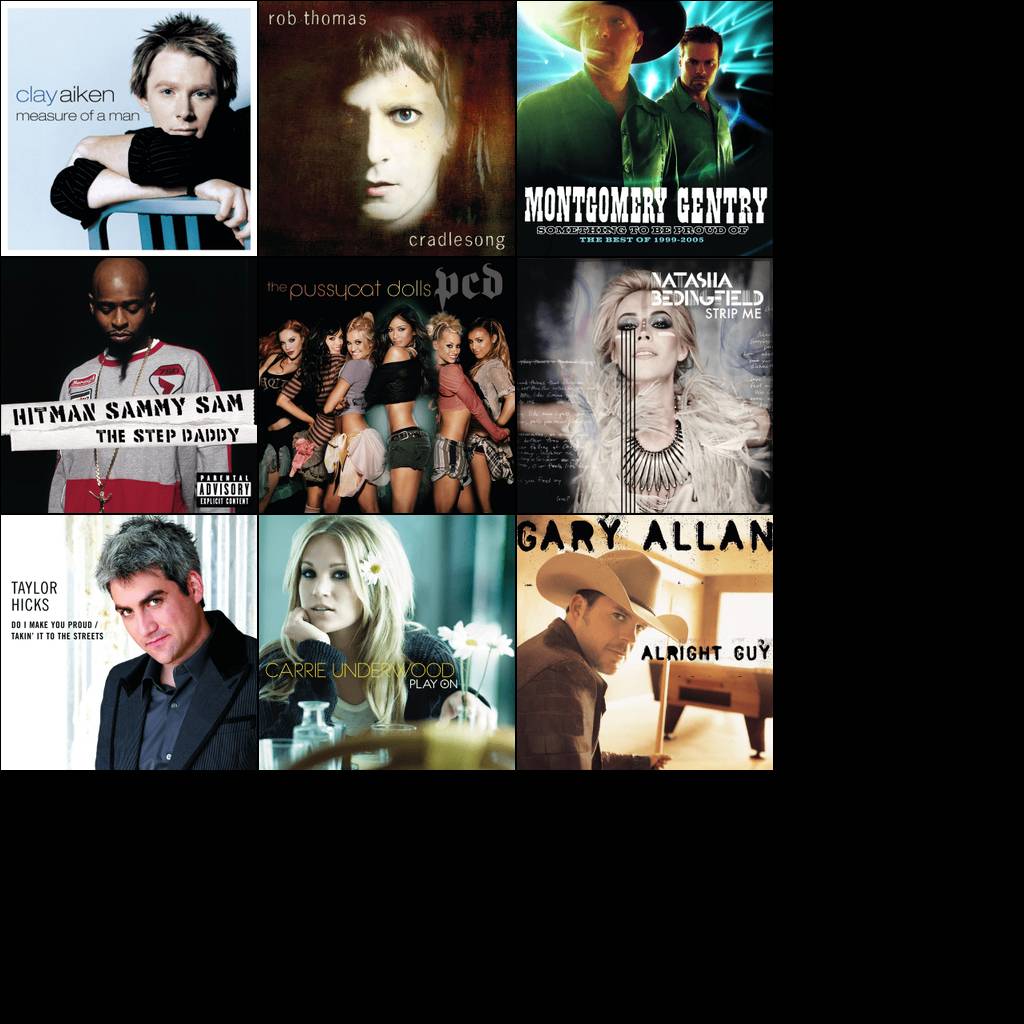 clayaiken
measure of a man
rob thomas
cradlesong
MONTGOMERY GENTRY
SOMETHING TO BE PROUD OF
THE BEST OF 1999-2005
HITMAN SAMMY SAM
THE STEP DADDY
PARENTAL
ADVISORY
EXPLICIT CONTENT
the pussycat dolls pcd
NATASHA
BEDINGFIELD
STRIP ME
TAYLOR
HICKS
DO I MAKE YOU PROUD /
TAKIN' IT TO THE STREETS
CARRIE UNDERWOOD
PLAY ON
GARY ALLAN
ALRIGHT GUY